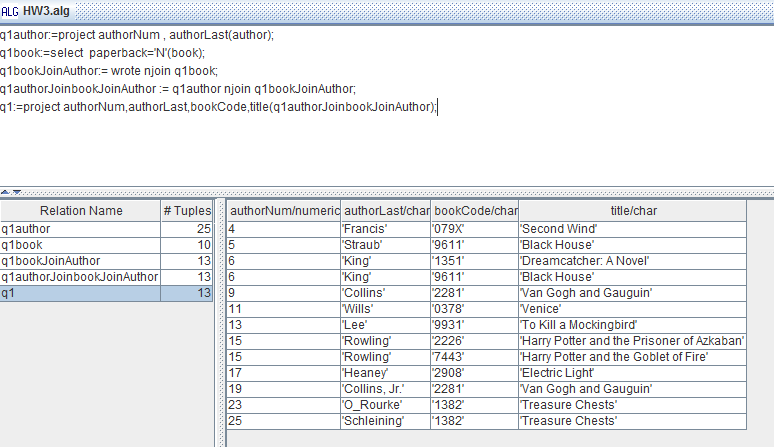 ALG HW3.alg
q1author:=project authorNum , authorLast(author);
q1book:=select paperback='N'(book);
q1bookJoinAuthor:= wrote njoin q1book;
q1authorJoinbookJoinAuthor := q1author njoin q1bookJoinAuthor;
q1:=project authorNum,authorLast,bookCode,title(q1authorJoinbookJoinAuthor);
Relation Name # Tuples
q1author 25
q1book 10
q1bookJoinAuthor 13
q1authorJoinbookJoinAuthor 13
q1 13
authorNum/numeric authorLast/char bookCode/char title/char
4 'Francis' '079X' 'Second Wind'
5 'Straub' '9611' 'Black House'
6 'King' '1351' 'Dreamcatcher: A Novel'
6 'King' '9611' 'Black House'
9 'Collins' '2281' 'Van Gogh and Gauguin'
11 'Wills' '0378' 'Venice'
13 'Lee' '9931' 'To Kill a Mockingbird'
15 'Rowling' '2226' 'Harry Potter and the Prisoner of Azkaban'
15 'Rowling' '7443' 'Harry Potter and the Goblet of Fire'
17 'Heaney' '2908' 'Electric Light'
19 'Collins, Jr.' '2281' 'Van Gogh and Gauguin'
23 'O_Rourke' '1382' 'Treasure Chests'
25 'Schleining' '1382' 'Treasure Chests'